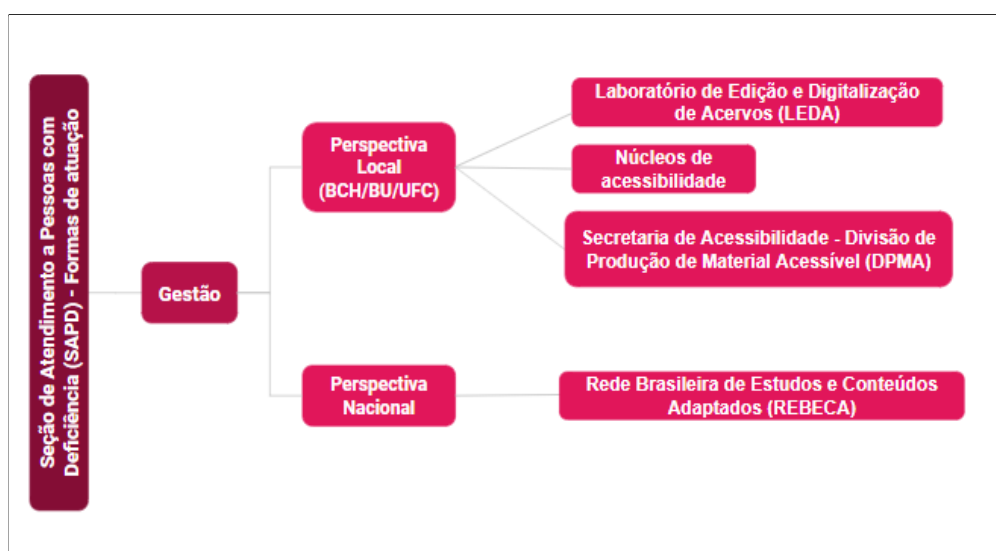 Seção de Atendimento a Pessoas com
Deficiência (SAPD) - Formas de atuação
Gestão
Perspectiva
Local
(BCH/BU/UFC)
Laboratório de Edição e Digitalização
de Acervos (LEDA)
Núcleos de
acessibilidade
Secretaria de Acessibilidade - Divisão de
Produção de Material Acessível (DPMA)
Perspectiva
Nacional
Rede Brasileira de Estudos e Conteúdos
Adaptados (REBECA)